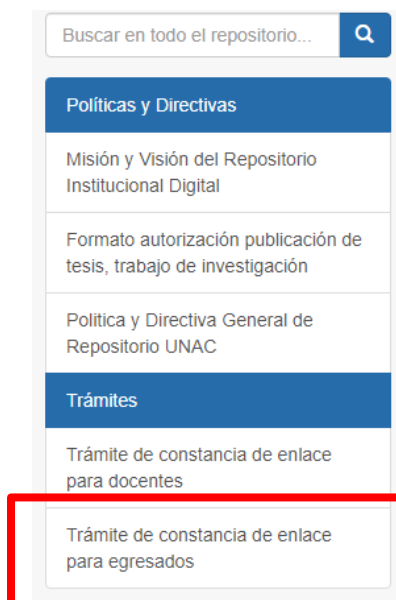 Buscar en todo el repositorio...
Políticas y Directivas
Misión y Visión del Repositorio
Institucional Digital
Formato autorización publicación de
tesis, trabajo de investigación
Politica y Directiva General de
Repositorio UNAC
Trámites
Trámite de constancia de enlace
para docentes
Trámite de constancia de enlace
para egresados